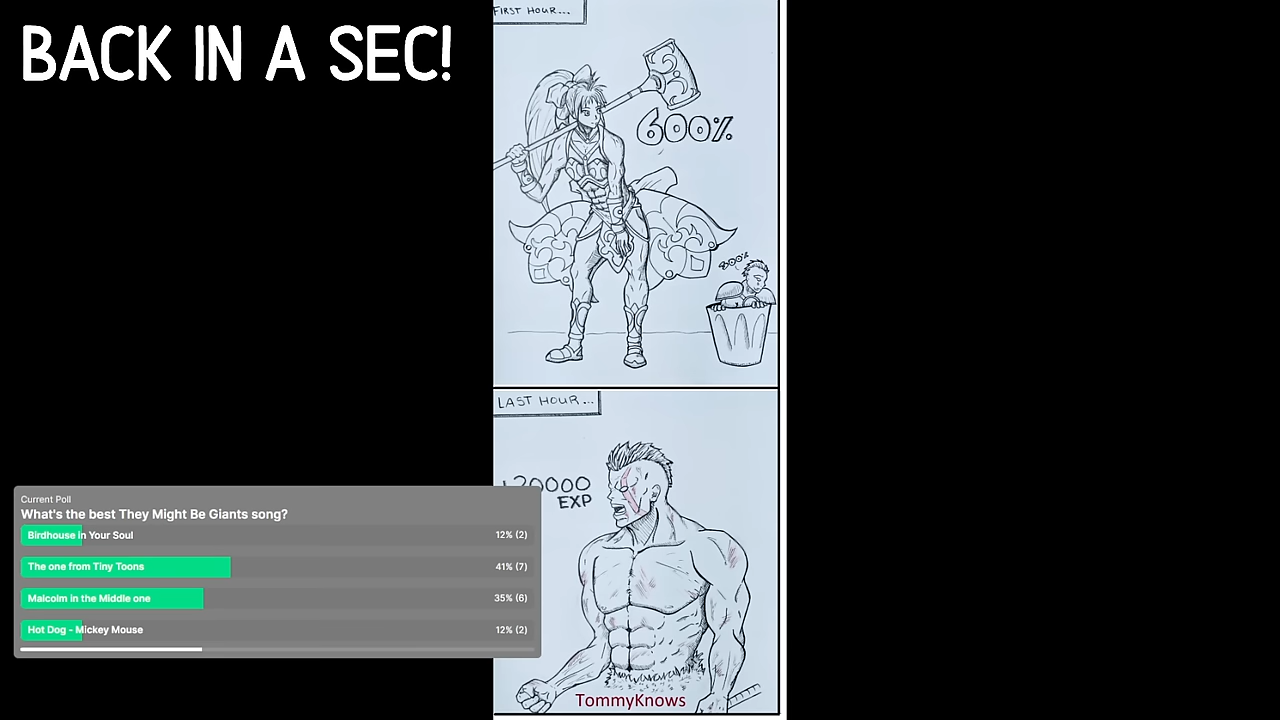 BACK IN A SEC!
FIRST HOUR...
600%
800%
LAST HOUR...
EXP
Current Poll
What's the best They Might Be Giants song?
Birdhouse in Your Soul 12% (2)
The one from Tiny Toons 41% (7)
Malcolm in the Middle one 35% (6)
Hot Dog - Mickey Mouse 12% (2)
TommyKnows